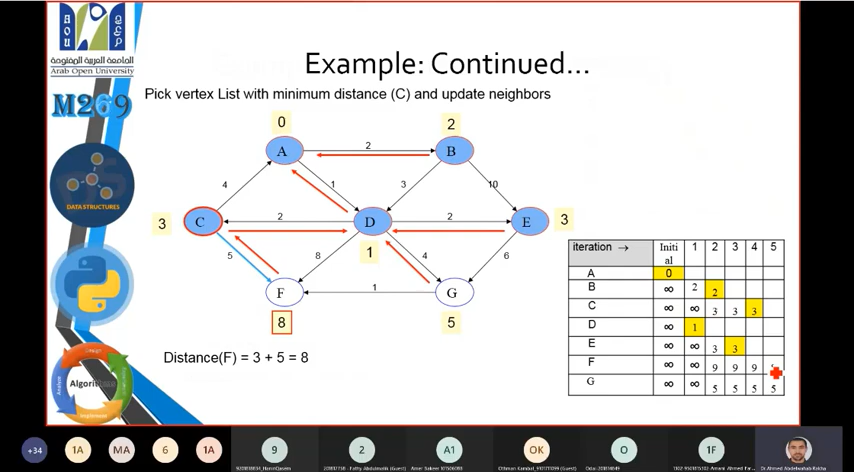 AOU
الجامعة العربية المفتوحة
Arab Open University
M269
DATA STRUCTURES
Algorithms
Example: Continued...
Pick vertex List with minimum distance (C) and update neighbors
0
2
A
2
B
4
1
3
10
3
C
2
D
2
E
3
5
8
1
4
6
F
1
G
8
5
Distance(F) = 3 + 5 = 8
iteration → Initial 1 2 3 4 5
A 0
B ∞ 2 2
C ∞ ∞ 3 3 3
D ∞ 1
E ∞ ∞ 3 3
F ∞ ∞ 9 9 9
G ∞ ∞ 5 5 5 5
+34
1A
MA
6
1A
9
2
A1
OK
O
1F